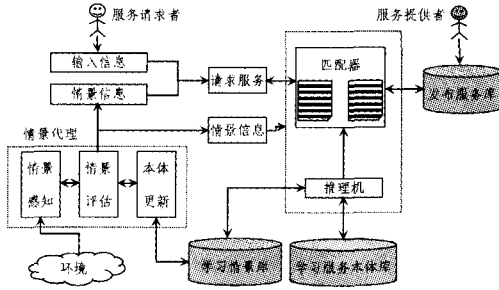 服务请求者
服务提供者
输入信息
情景信息
请求服务
匹配器
发布服务库
情景信息
情景代理
情景感知
情景评估
本体更新
推理机
环境
学习情景库
学习服务本体库